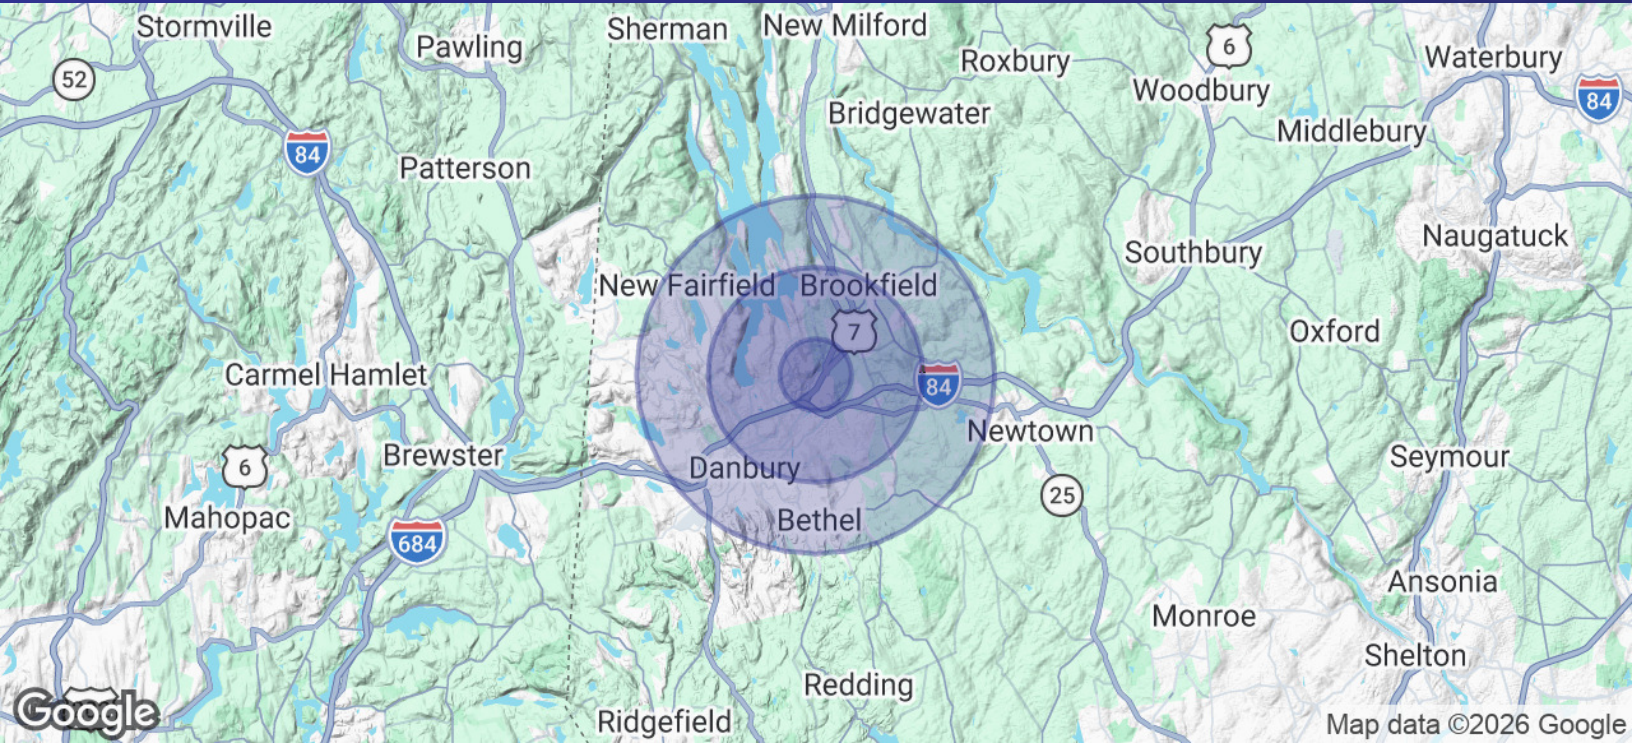 Stormville
Sherman
New Milford
Pawling
Roxbury
6
Waterbury
52
Woodbury
84
Bridgewater
Middlebury
84
Patterson
Naugatuck
Southbury
New Fairfield
Brookfield
7
Oxford
Carmel Hamlet
84
Newtown
Brewster
Seymour
6
Danbury
25
Mahopac
Bethel
684
Ansonia
Monroe
Shelton
Redding
Google
Ridgefield
Map data ©2026 Google